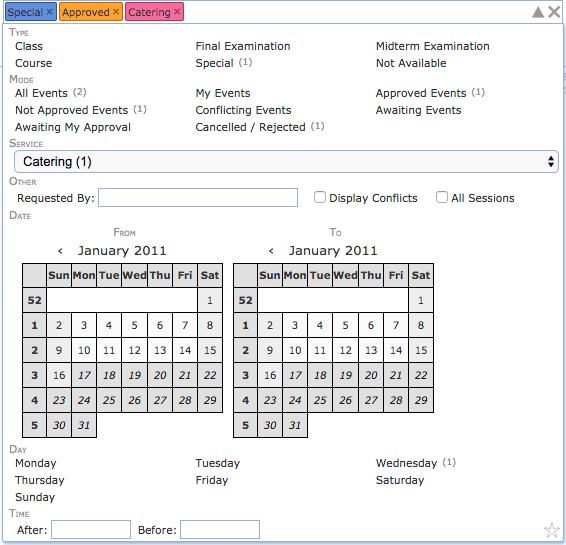 Special × Approved × Catering ×
Type
Class Final Examination Midterm Examination
Course Special (1) Not Available
Mode
All Events (2) My Events Approved Events (1)
Not Approved Events (1) Conflicting Events Awaiting Events
Awaiting My Approval Cancelled / Rejected (1)
Service
Catering (1)
Other
Requested By: Display Conflicts All Sessions
Date
From To
‹ January 2011 ‹ January 2011
Sun Mon Tue Wed Thu Fri Sat Sun Mon Tue Wed Thu Fri Sat
52 1 52 1
1 2 3 4 5 6 7 8 1 2 3 4 5 6 7 8
2 9 10 11 12 13 14 15 2 9 10 11 12 13 14 15
3 16 17 18 19 20 21 22 3 16 17 18 19 20 21 22
4 23 24 25 26 27 28 29 4 23 24 25 26 27 28 29
5 30 31 5 30 31
Day
Monday Tuesday Wednesday (1)
Thursday Friday Saturday
Sunday
Time
After: Before: